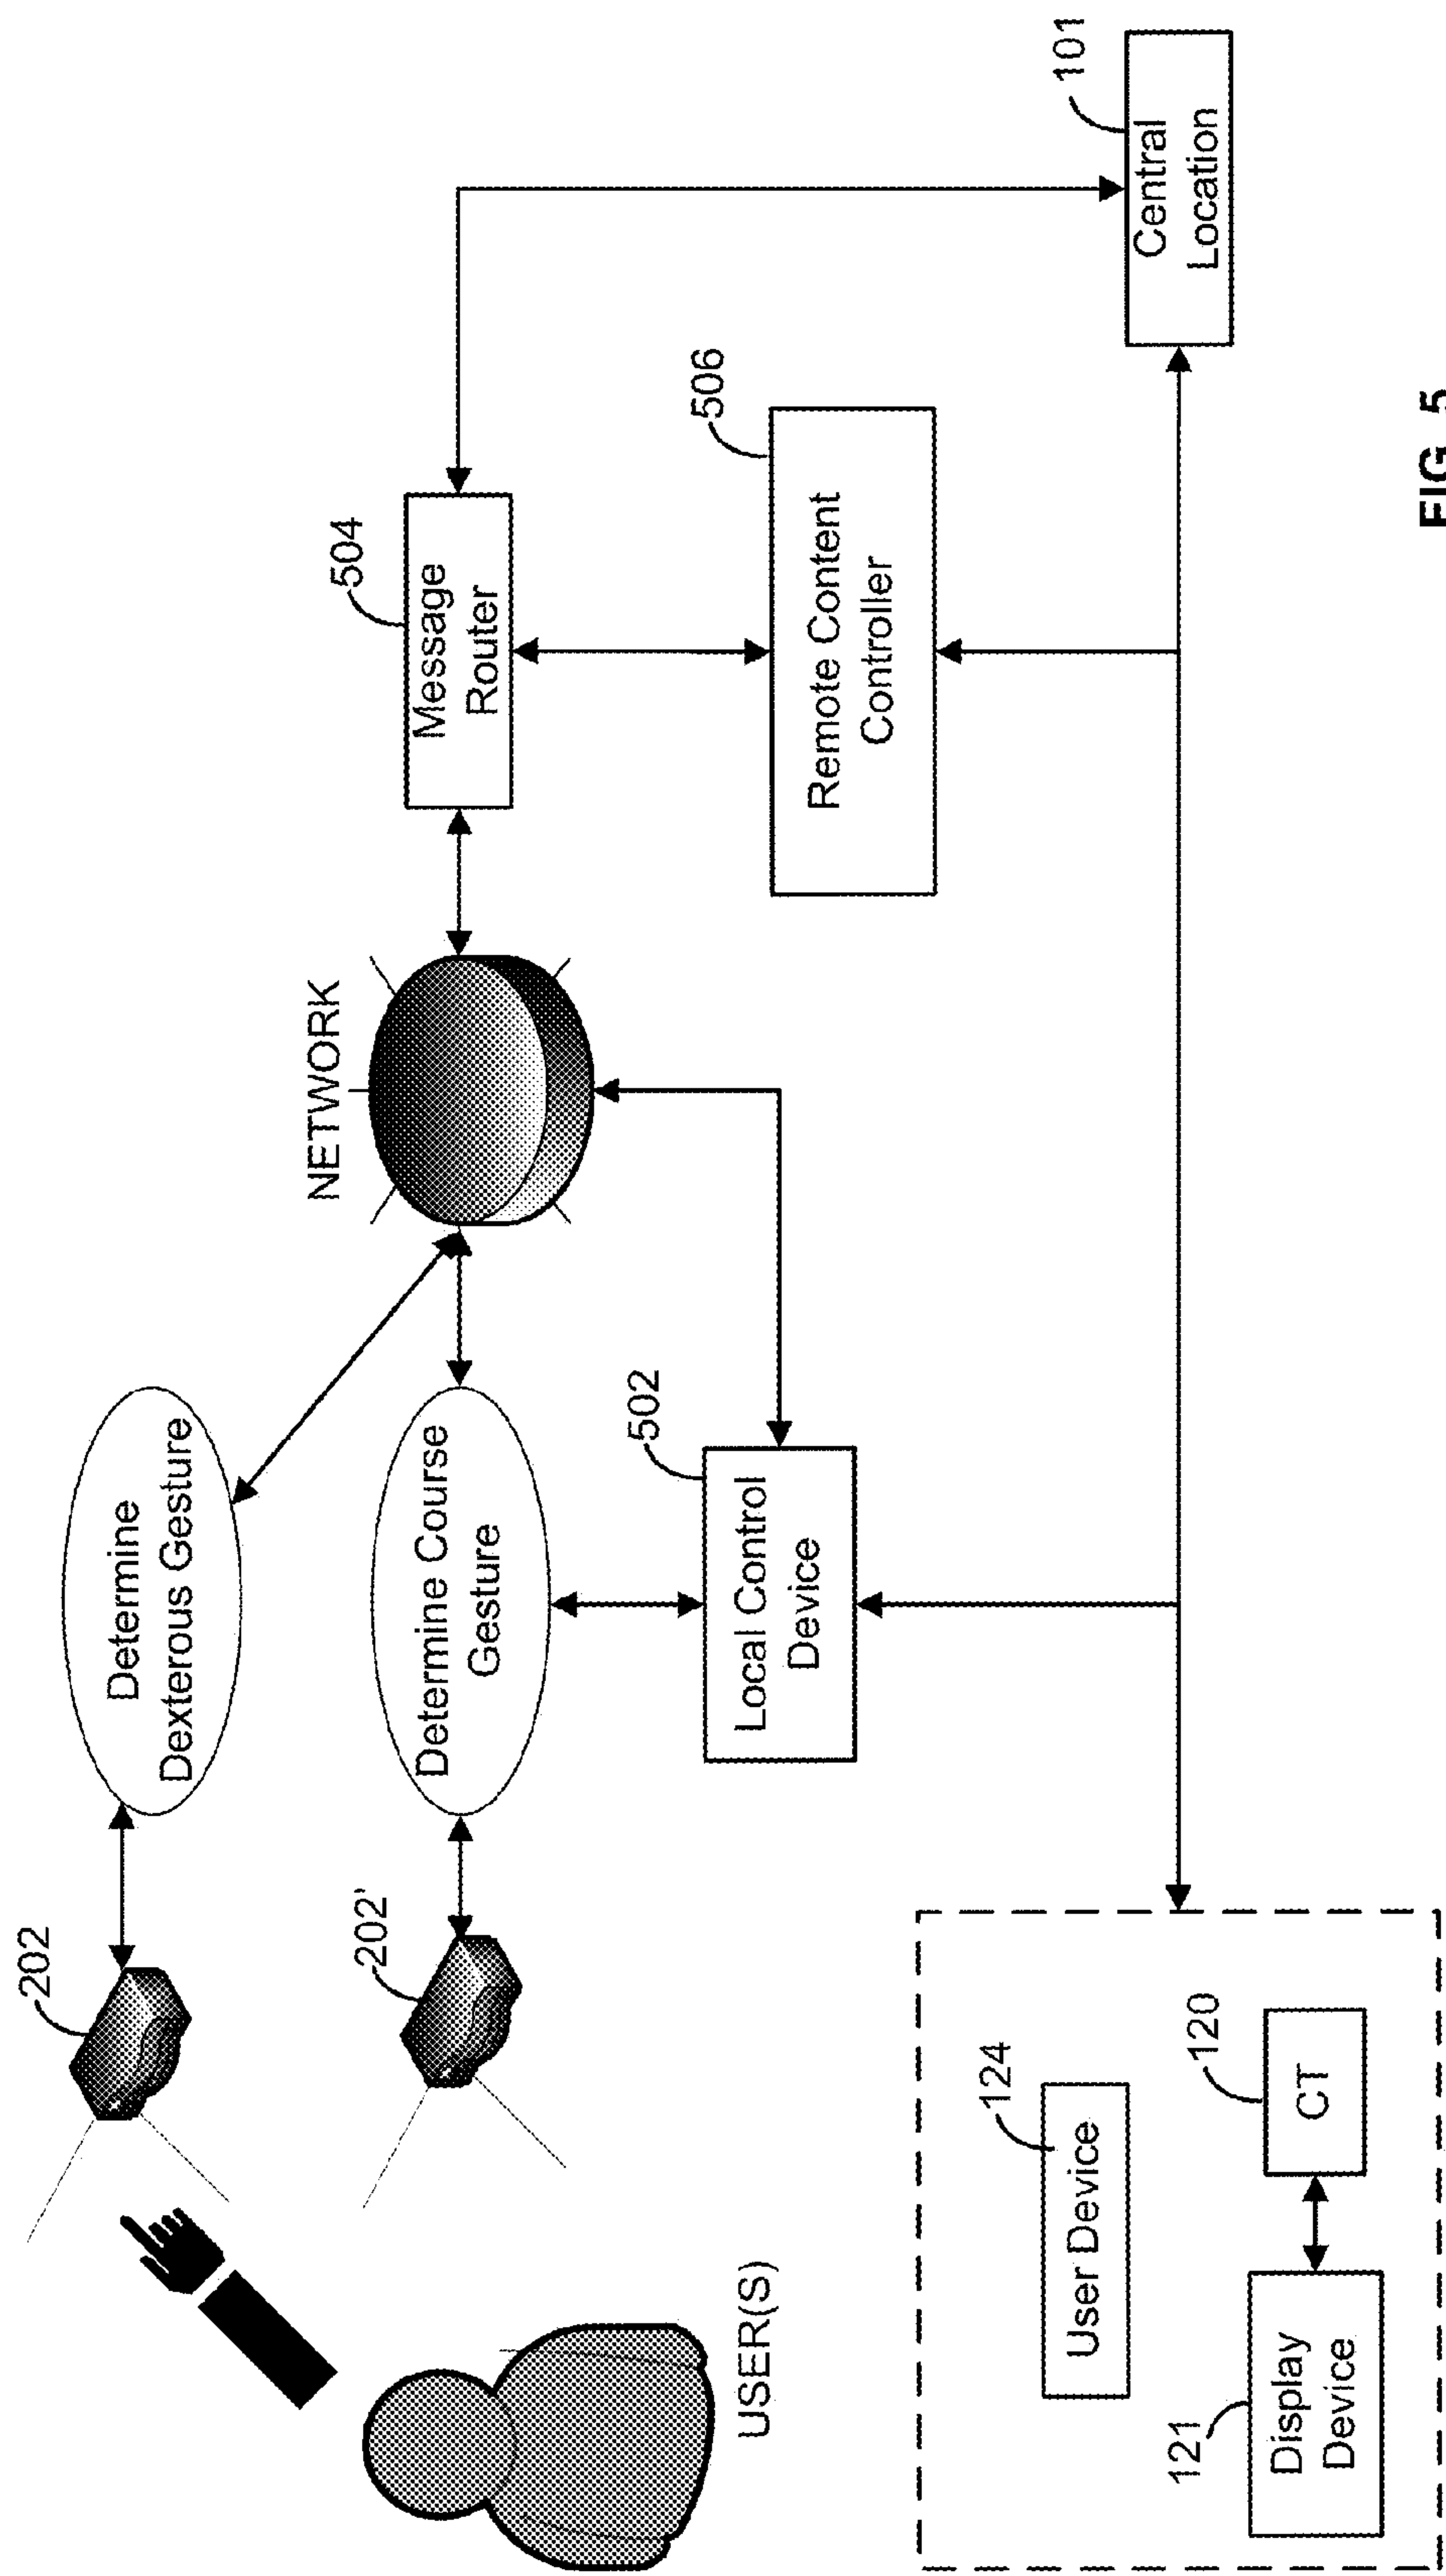 202
Determine
Dexterous Gesture
202'
Determine Course
Gesture
NETWORK
504
Message
Router
USER(S)
502
Local Control
Device
506
Remote Content
Controller
124
User Device
121
Display
Device
120
CT
101
Central
Location
FIG. 5